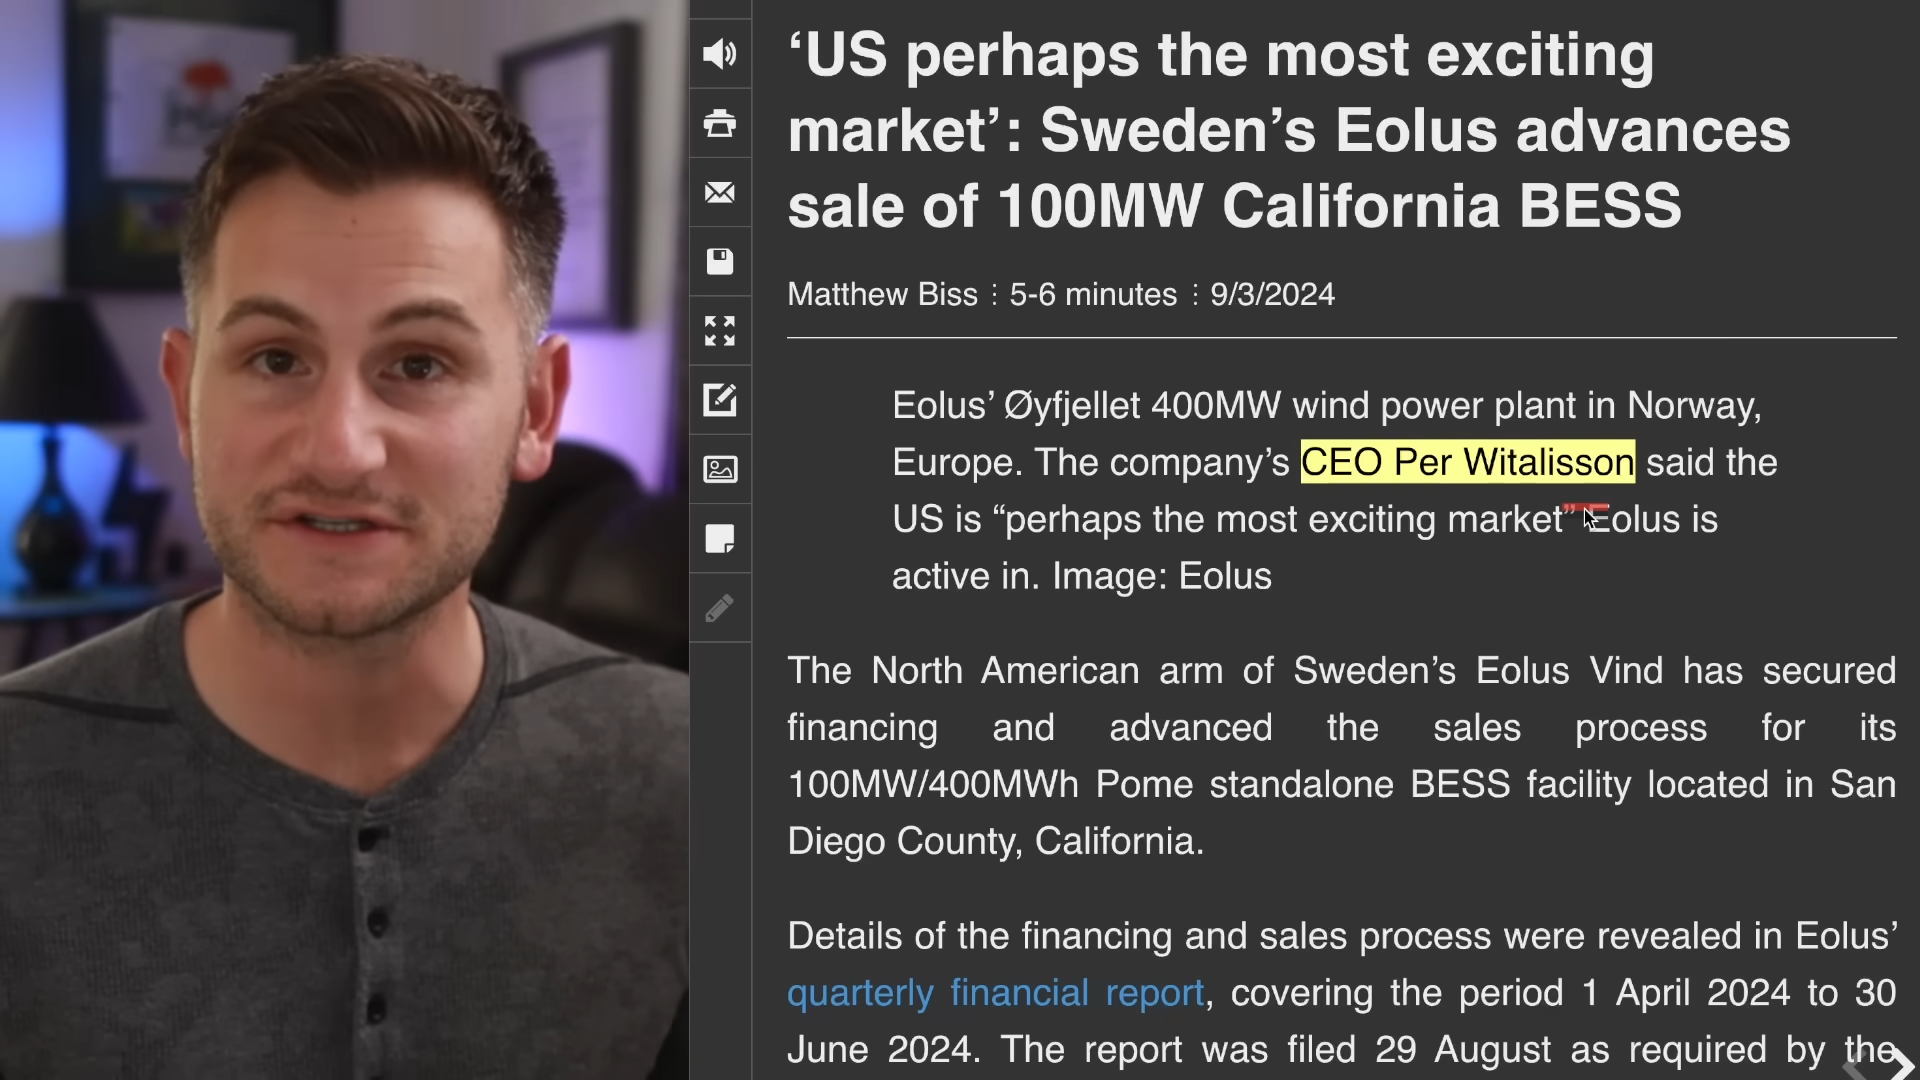 ‘US perhaps the most exciting
market’: Sweden’s Eolus advances
sale of 100MW California BESS
Matthew Biss ⋮ 5-6 minutes ⋮ 9/3/2024
Eolus’ Øyfjellet 400MW wind power plant in Norway,
Europe. The company’s CEO Per Witalisson said the
US is “perhaps the most exciting market” Eolus is
active in. Image: Eolus
The North American arm of Sweden’s Eolus Vind has secured
financing and advanced the sales process for its
100MW/400MWh Pome standalone BESS facility located in San
Diego County, California.
Details of the financing and sales process were revealed in Eolus’
quarterly financial report, covering the period 1 April 2024 to 30
June 2024. The report was filed 29 August as required by the